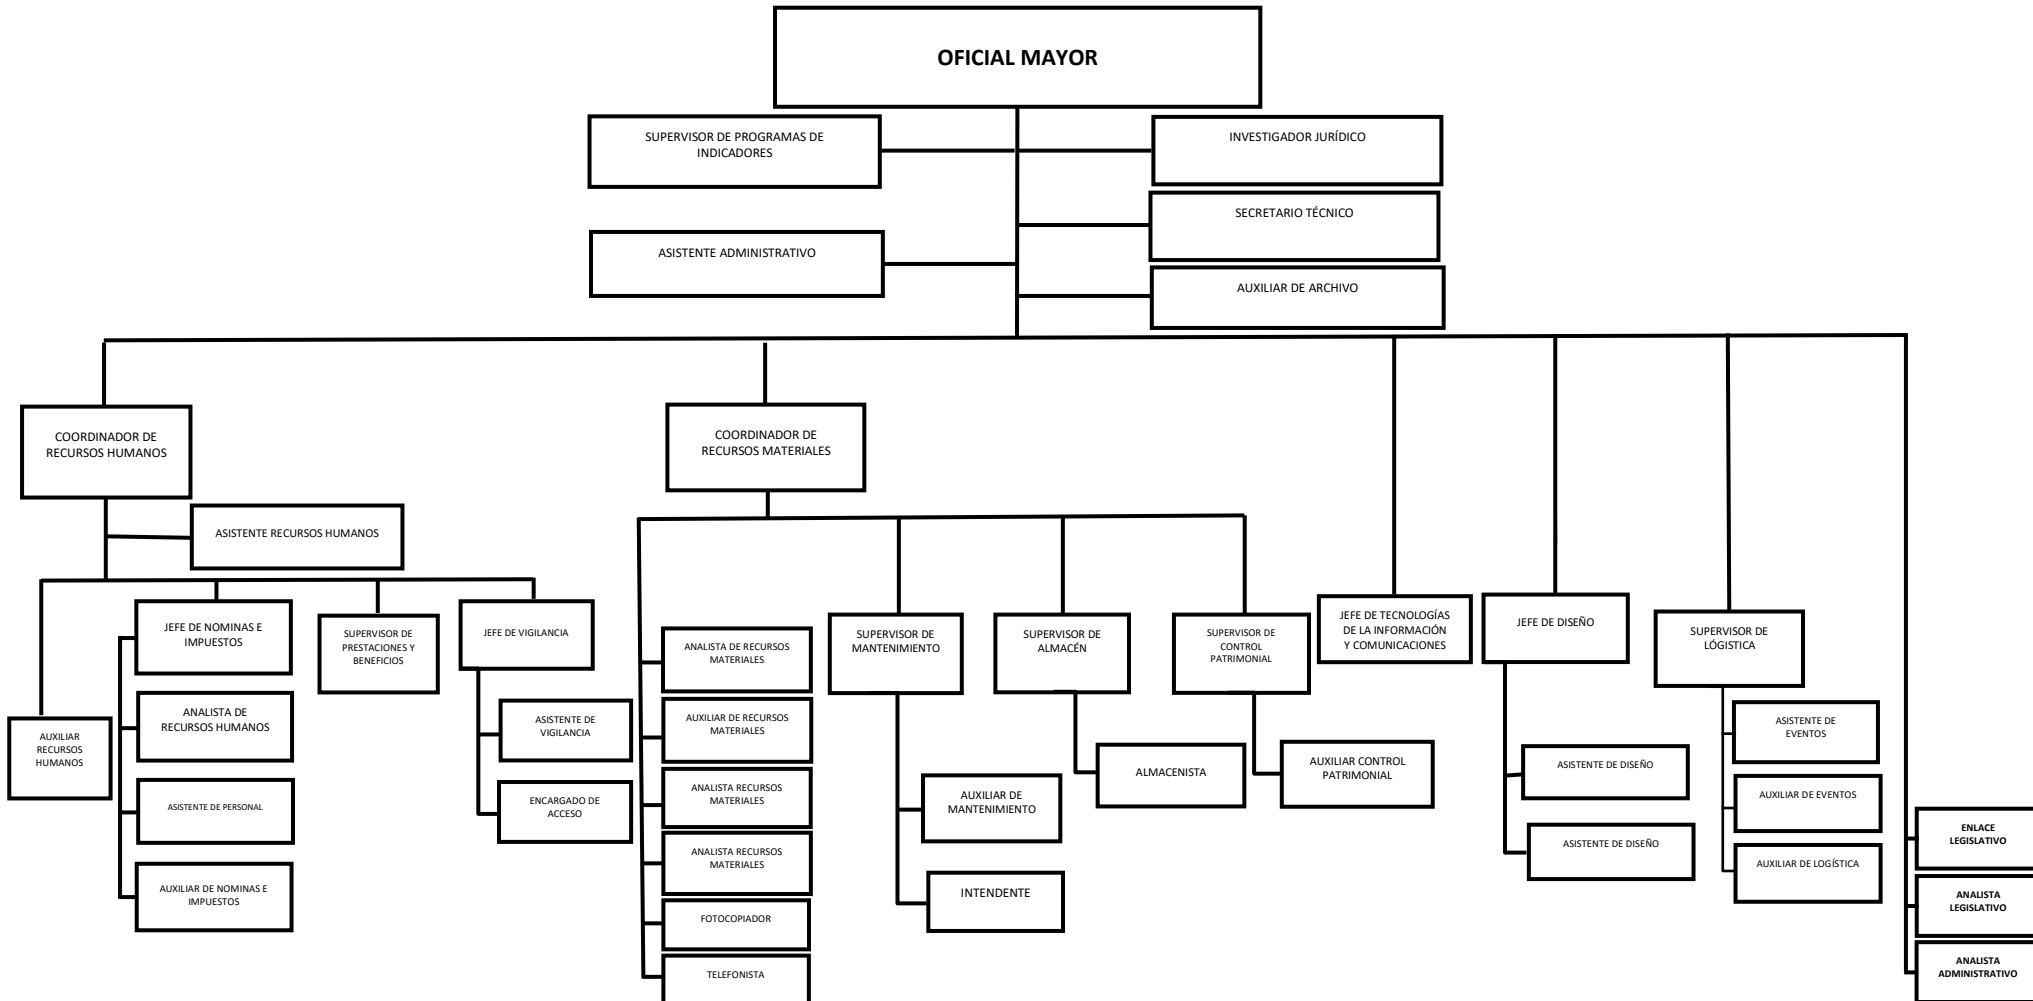 OFICIAL MAYOR
SUPERVISOR DE PROGRAMAS DE
INDICADORES
INVESTIGADOR JURÍDICO
SECRETARIO TÉCNICO
ASISTENTE ADMINISTRATIVO
AUXILIAR DE ARCHIVO
COORDINADOR DE
RECURSOS HUMANOS
COORDINADOR DE
RECURSOS MATERIALES
ASISTENTE RECURSOS HUMANOS
JEFE DE NOMINAS E
IMPUESTOS
SUPERVISOR DE
PRESTACIONES Y
BENEFICIOS
JEFE DE VIGILANCIA
AUXILIAR
RECURSOS
HUMANOS
ANALISTA DE
RECURSOS HUMANOS
ASISTENTE DE PERSONAL
AUXILIAR DE NOMINAS E
IMPUESTOS
ASISTENTE DE
VIGILANCIA
ENCARGADO DE
ACCESO
ANALISTA DE RECURSOS
MATERIALES
AUXILIAR DE RECURSOS
MATERIALES
ANALISTA RECURSOS
MATERIALES
ANALISTA RECURSOS
MATERIALES
FOTOCOPIADOR
TELEFONISTA
SUPERVISOR DE
MANTENIMIENTO
AUXILIAR DE
MANTENIMIENTO
INTENDENTE
SUPERVISOR DE
ALMACÉN
ALMACENISTA
SUPERVISOR DE
CONTROL
PATRIMONIAL
AUXILIAR CONTROL
PATRIMONIAL
JEFE DE TECNOLOGÍAS
DE LA INFORMACIÓN
Y COMUNICACIONES
JEFE DE DISEÑO
ASISTENTE DE DISEÑO
ASISTENTE DE DISEÑO
SUPERVISOR DE
LÓGISTICA
ASISTENTE DE
EVENTOS
AUXILIAR DE EVENTOS
AUXILIAR DE LOGÍSTICA
ENLACE
LEGISLATIVO
ANALISTA
LEGISLATIVO
ANALISTA
ADMINISTRATIVO